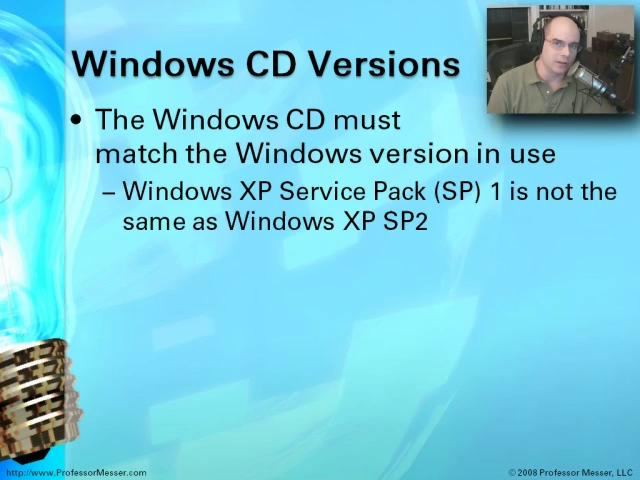 Windows CD Versions
• The Windows CD must
match the Windows version in use
– Windows XP Service Pack (SP) 1 is not the
same as Windows XP SP2
http://www.ProfessorMesser.com
© 2008 Professor Messer, LLC